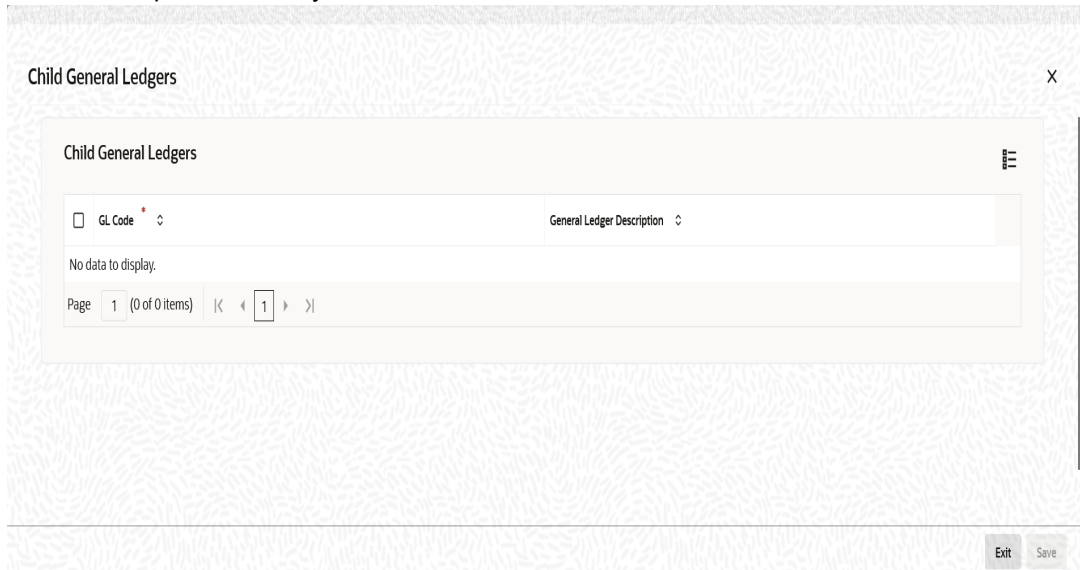 Child General Ledgers X
Child General Ledgers
GL Code * General Ledger Description
No data to display.
Page 1 (0 of 0 items) 1
Exit Save